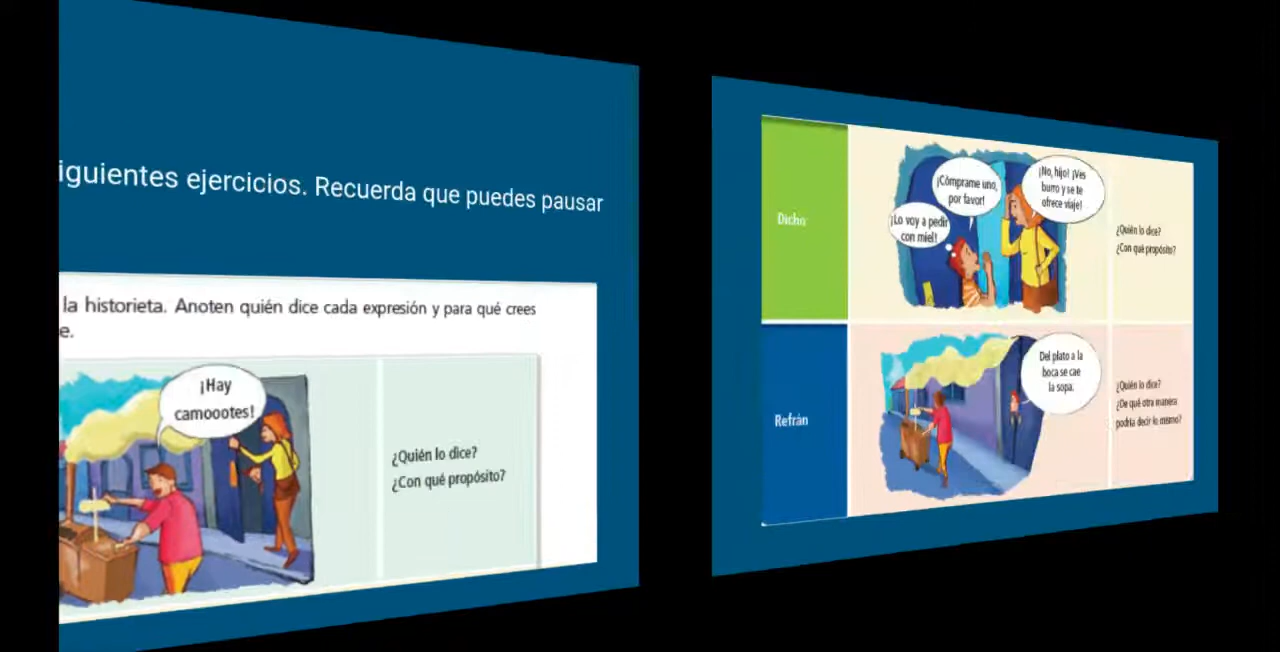 iguientes ejercicios. Recuerda que puedes pausar
la historieta. Anoten quién dice cada expresión y para qué crees
e.
¡Hay
camoootes!
¿Quién lo dice?
¿Con qué propósito?
Dicho
¡Lo voy a pedir
con miel!
¡Cómprame uno,
por favor!
¡No, hijo! ¡Ves
burro y se te
ofrece viaje!
¿Quién lo dice?
¿Con qué propósito?
Refrán
Del plato a la
boca se cae
la sopa.
¿Quién lo dice?
¿De qué otra manera
podría decir lo mismo?